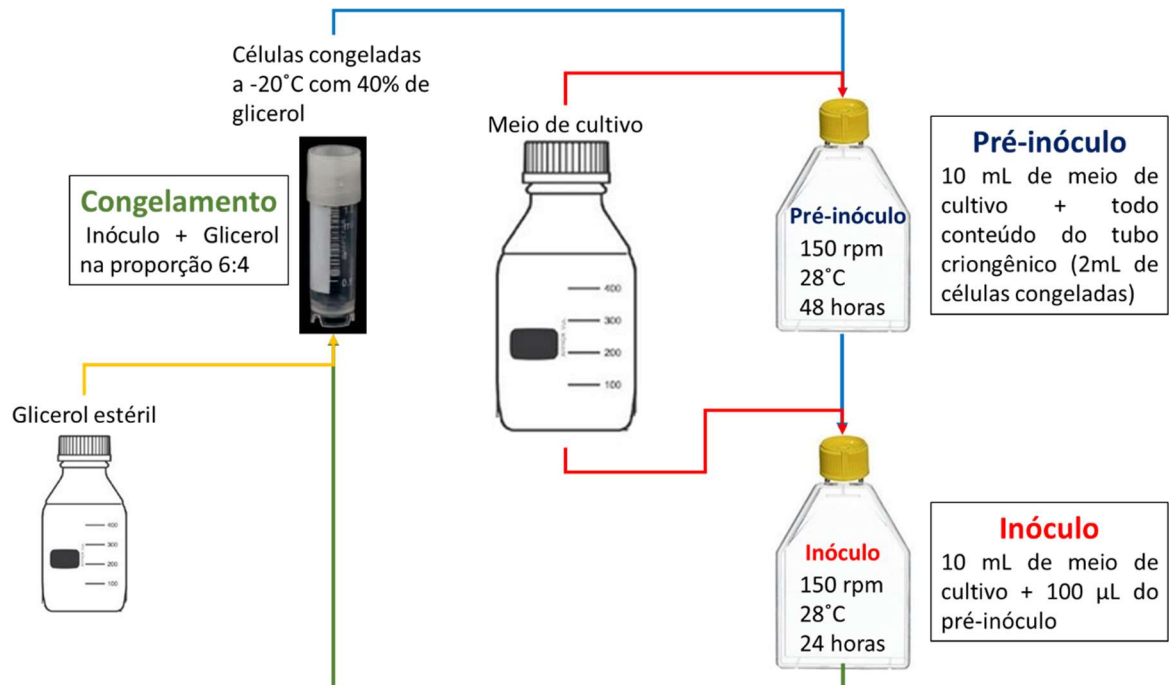 Células congeladas
a -20˚C com 40% de
glicerol
Congelamento
Inóculo + Glicerol
na proporção 6:4
Meio de cultivo
400
300
200
100
Pré-inóculo
150 rpm
28˚C
48 horas
Pré-inóculo
10 mL de meio de
cultivo + todo
conteúdo do tubo
criongênico (2mL de
células congeladas)
Glicerol estéril
400
300
200
100
Inóculo
150 rpm
28˚C
24 horas
Inóculo
10 mL de meio de
cultivo + 100 µL do
pré-inóculo